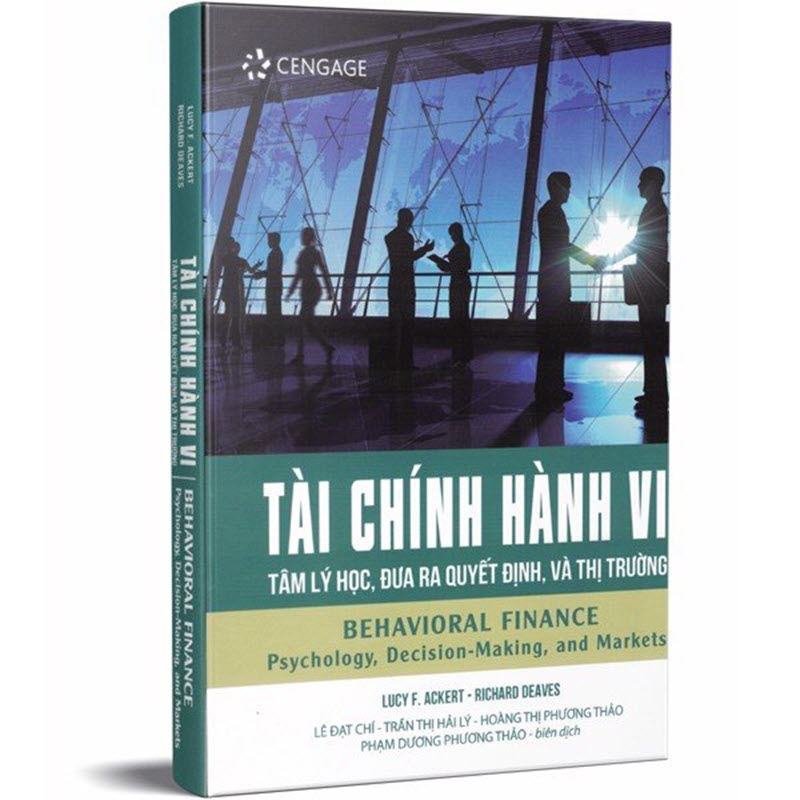 CENGAGE
LUCY F. ACKERT
RICHARD DEAVES
TÀI CHÍNH HÀNH VI
TÂM LÝ HỌC, ĐƯA RA QUYẾT ĐỊNH, VÀ THỊ TRƯỜNG
BEHAVIORAL FINANCE
Psychology, Decision-Making, and Markets
TÀI CHÍNH HÀNH VI
TÂM LÝ HỌC, ĐƯA RA QUYẾT ĐỊNH, VÀ THỊ TRƯỜNG
BEHAVIORAL FINANCE
Psychology, Decision-Making, and Markets
LUCY F. ACKERT - RICHARD DEAVES
LÊ ĐẠT CHÍ - TRẦN THỊ HẢI LÝ - HOÀNG THỊ PHƯƠNG THẢO
PHẠM DƯƠNG PHƯƠNG THẢO - biên dịch